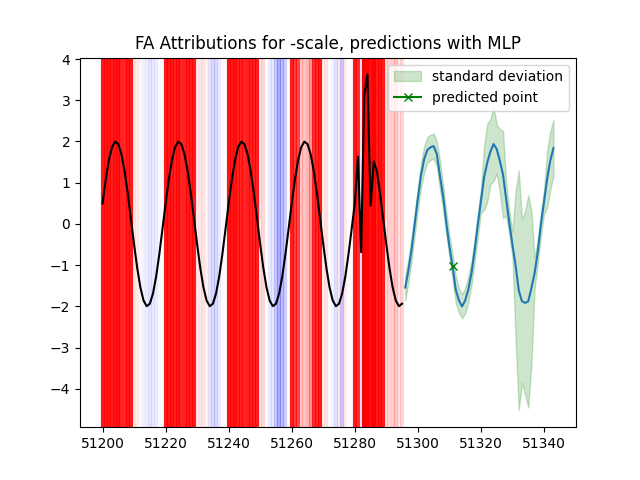 FA Attributions for -scale, predictions with MLP
4
3
2
1
0
−1
−2
−3
−4
standard deviation
predicted point
51200 51220 51240 51260 51280 51300 51320 51340